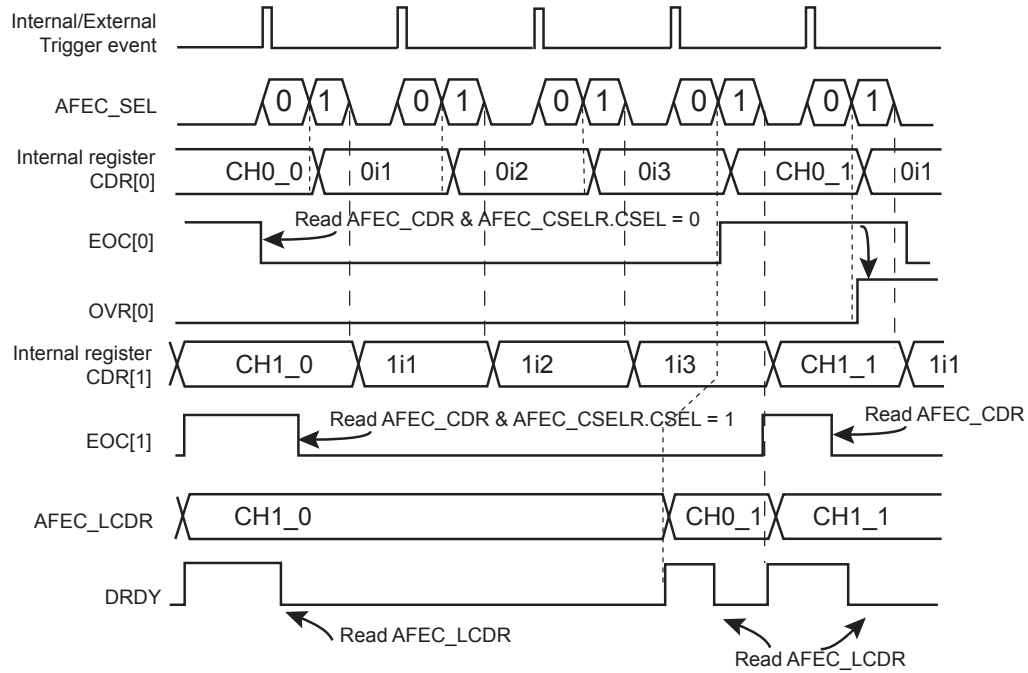 Internal/External
Trigger event
AFEC_SEL
0 1 0 1 0 1 0 1 0 1
Internal register
CDR[0]
CH0_0 0i1 0i2 0i3 CH0_1 0i1
Read AFEC_CDR & AFEC_CSELR.CSEL = 0
EOC[0]
OVR[0]
Internal register
CDR[1]
CH1_0 1i1 1i2 1i3 CH1_1 1i1
Read AFEC_CDR & AFEC_CSELR.CSEL = 1
Read AFEC_CDR
EOC[1]
AFEC_LCDR
CH1_0 CH0_1 CH1_1
DRDY
Read AFEC_LCDR
Read AFEC_LCDR